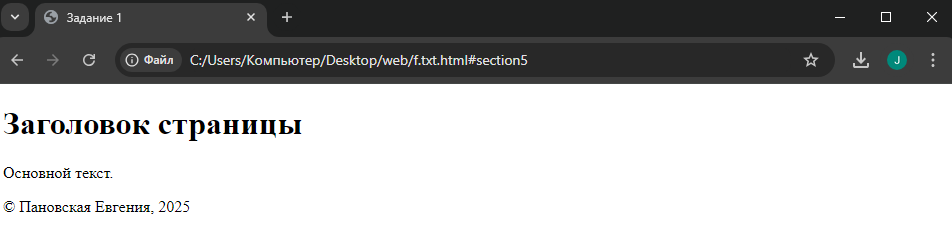 Задание 1
Файл C:/Users/Компьютер/Desktop/web/f.txt.html#section5
J
Заголовок страницы
Основной текст.
© Пановская Евгения, 2025